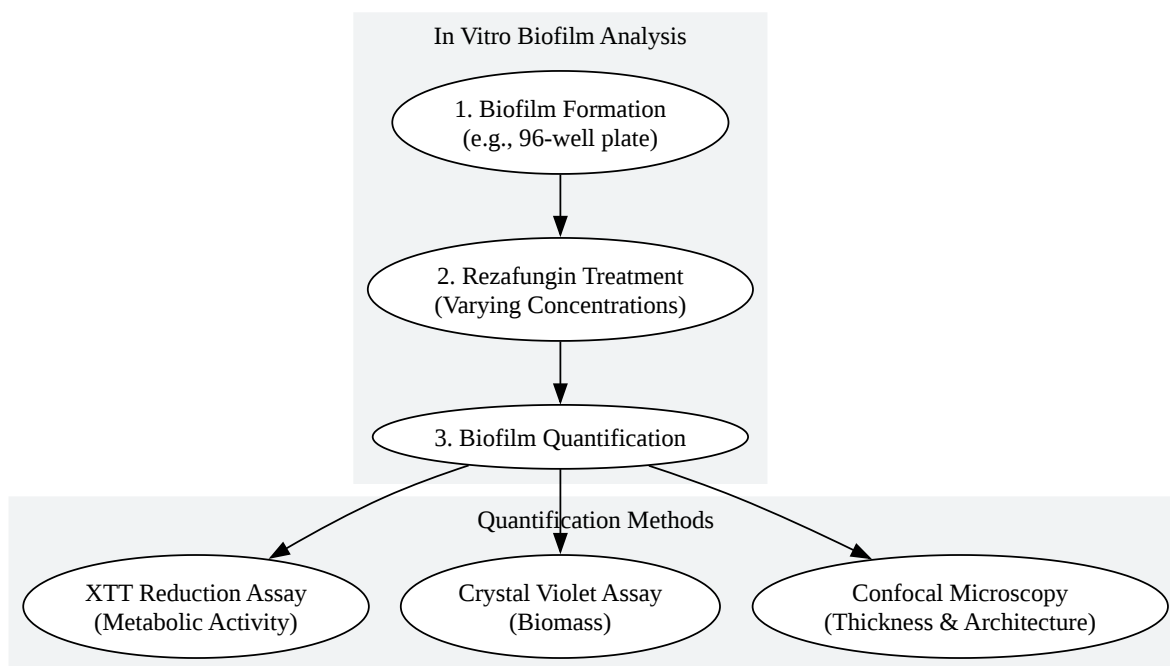 In Vitro Biofilm Analysis
1. Biofilm Formation
(e.g., 96-well plate)
2. Rezafungin Treatment
(Varying Concentrations)
3. Biofilm Quantification
Quantification Methods
XTT Reduction Assay
(Metabolic Activity)
Crystal Violet Assay
(Biomass)
Confocal Microscopy
(Thickness & Architecture)